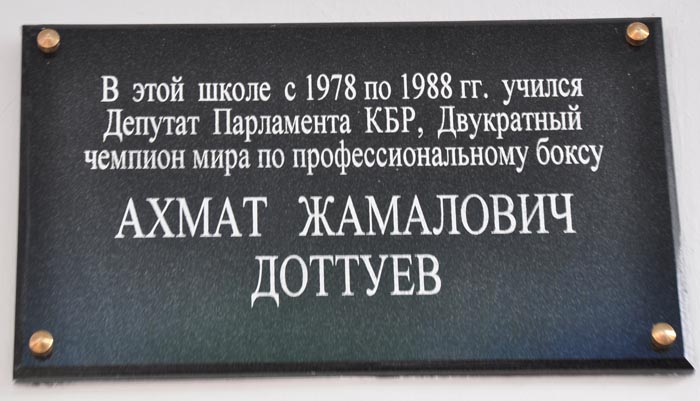 В этой школе с 1978 по 1988 гг. учился
Депутат Парламента КБР, Двукратный
чемпион мира по профессиональному боксу
АХМАТ ЖАМАЛОВИЧ
ДОТТУЕВ